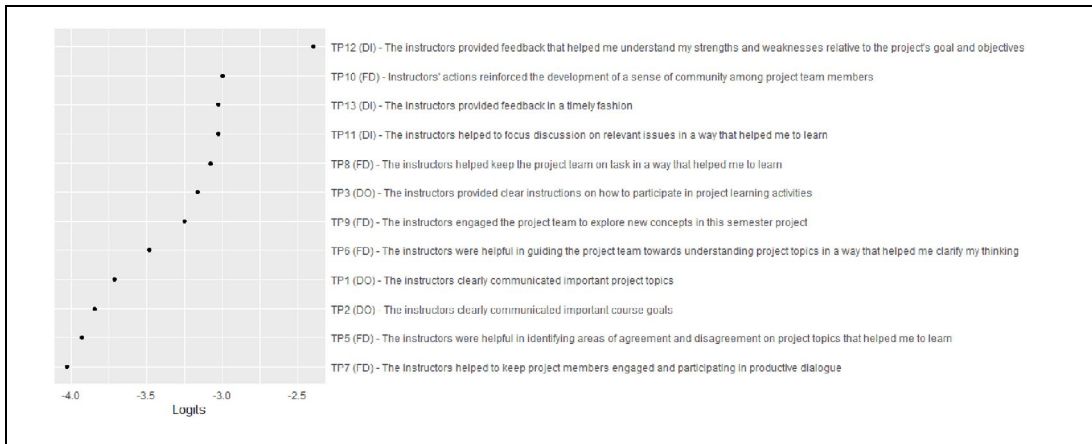 TP12 (DI) - The instructors provided feedback that helped me understand my strengths and weaknesses relative to the project's goal and objectives
TP10 (FD) - Instructors' actions reinforced the development of a sense of community among project team members
TP13 (DI) - The instructors provided feedback in a timely fashion
TP11 (DI) - The instructors helped to focus discussion on relevant issues in a way that helped me to learn
TP8 (FD) - The instructors helped keep the project team on task in a way that helped me to learn
TP3 (DO) - The instructors provided clear instructions on how to participate in project learning activities
TP9 (FD) - The instructors engaged the project team to explore new concepts in this semester project
TP6 (FD) - The instructors were helpful in guiding the project team towards understanding project topics in a way that helped me clarify my thinking
TP1 (DO) - The instructors clearly communicated important project topics
TP2 (DO) - The instructors clearly communicated important course goals
TP5 (FD) - The instructors were helpful in identifying areas of agreement and disagreement on project topics that helped me to learn
TP7 (FD) - The instructors helped to keep project members engaged and participating in productive dialogue
-4.0 -3.5 -3.0 -2.5
Logits